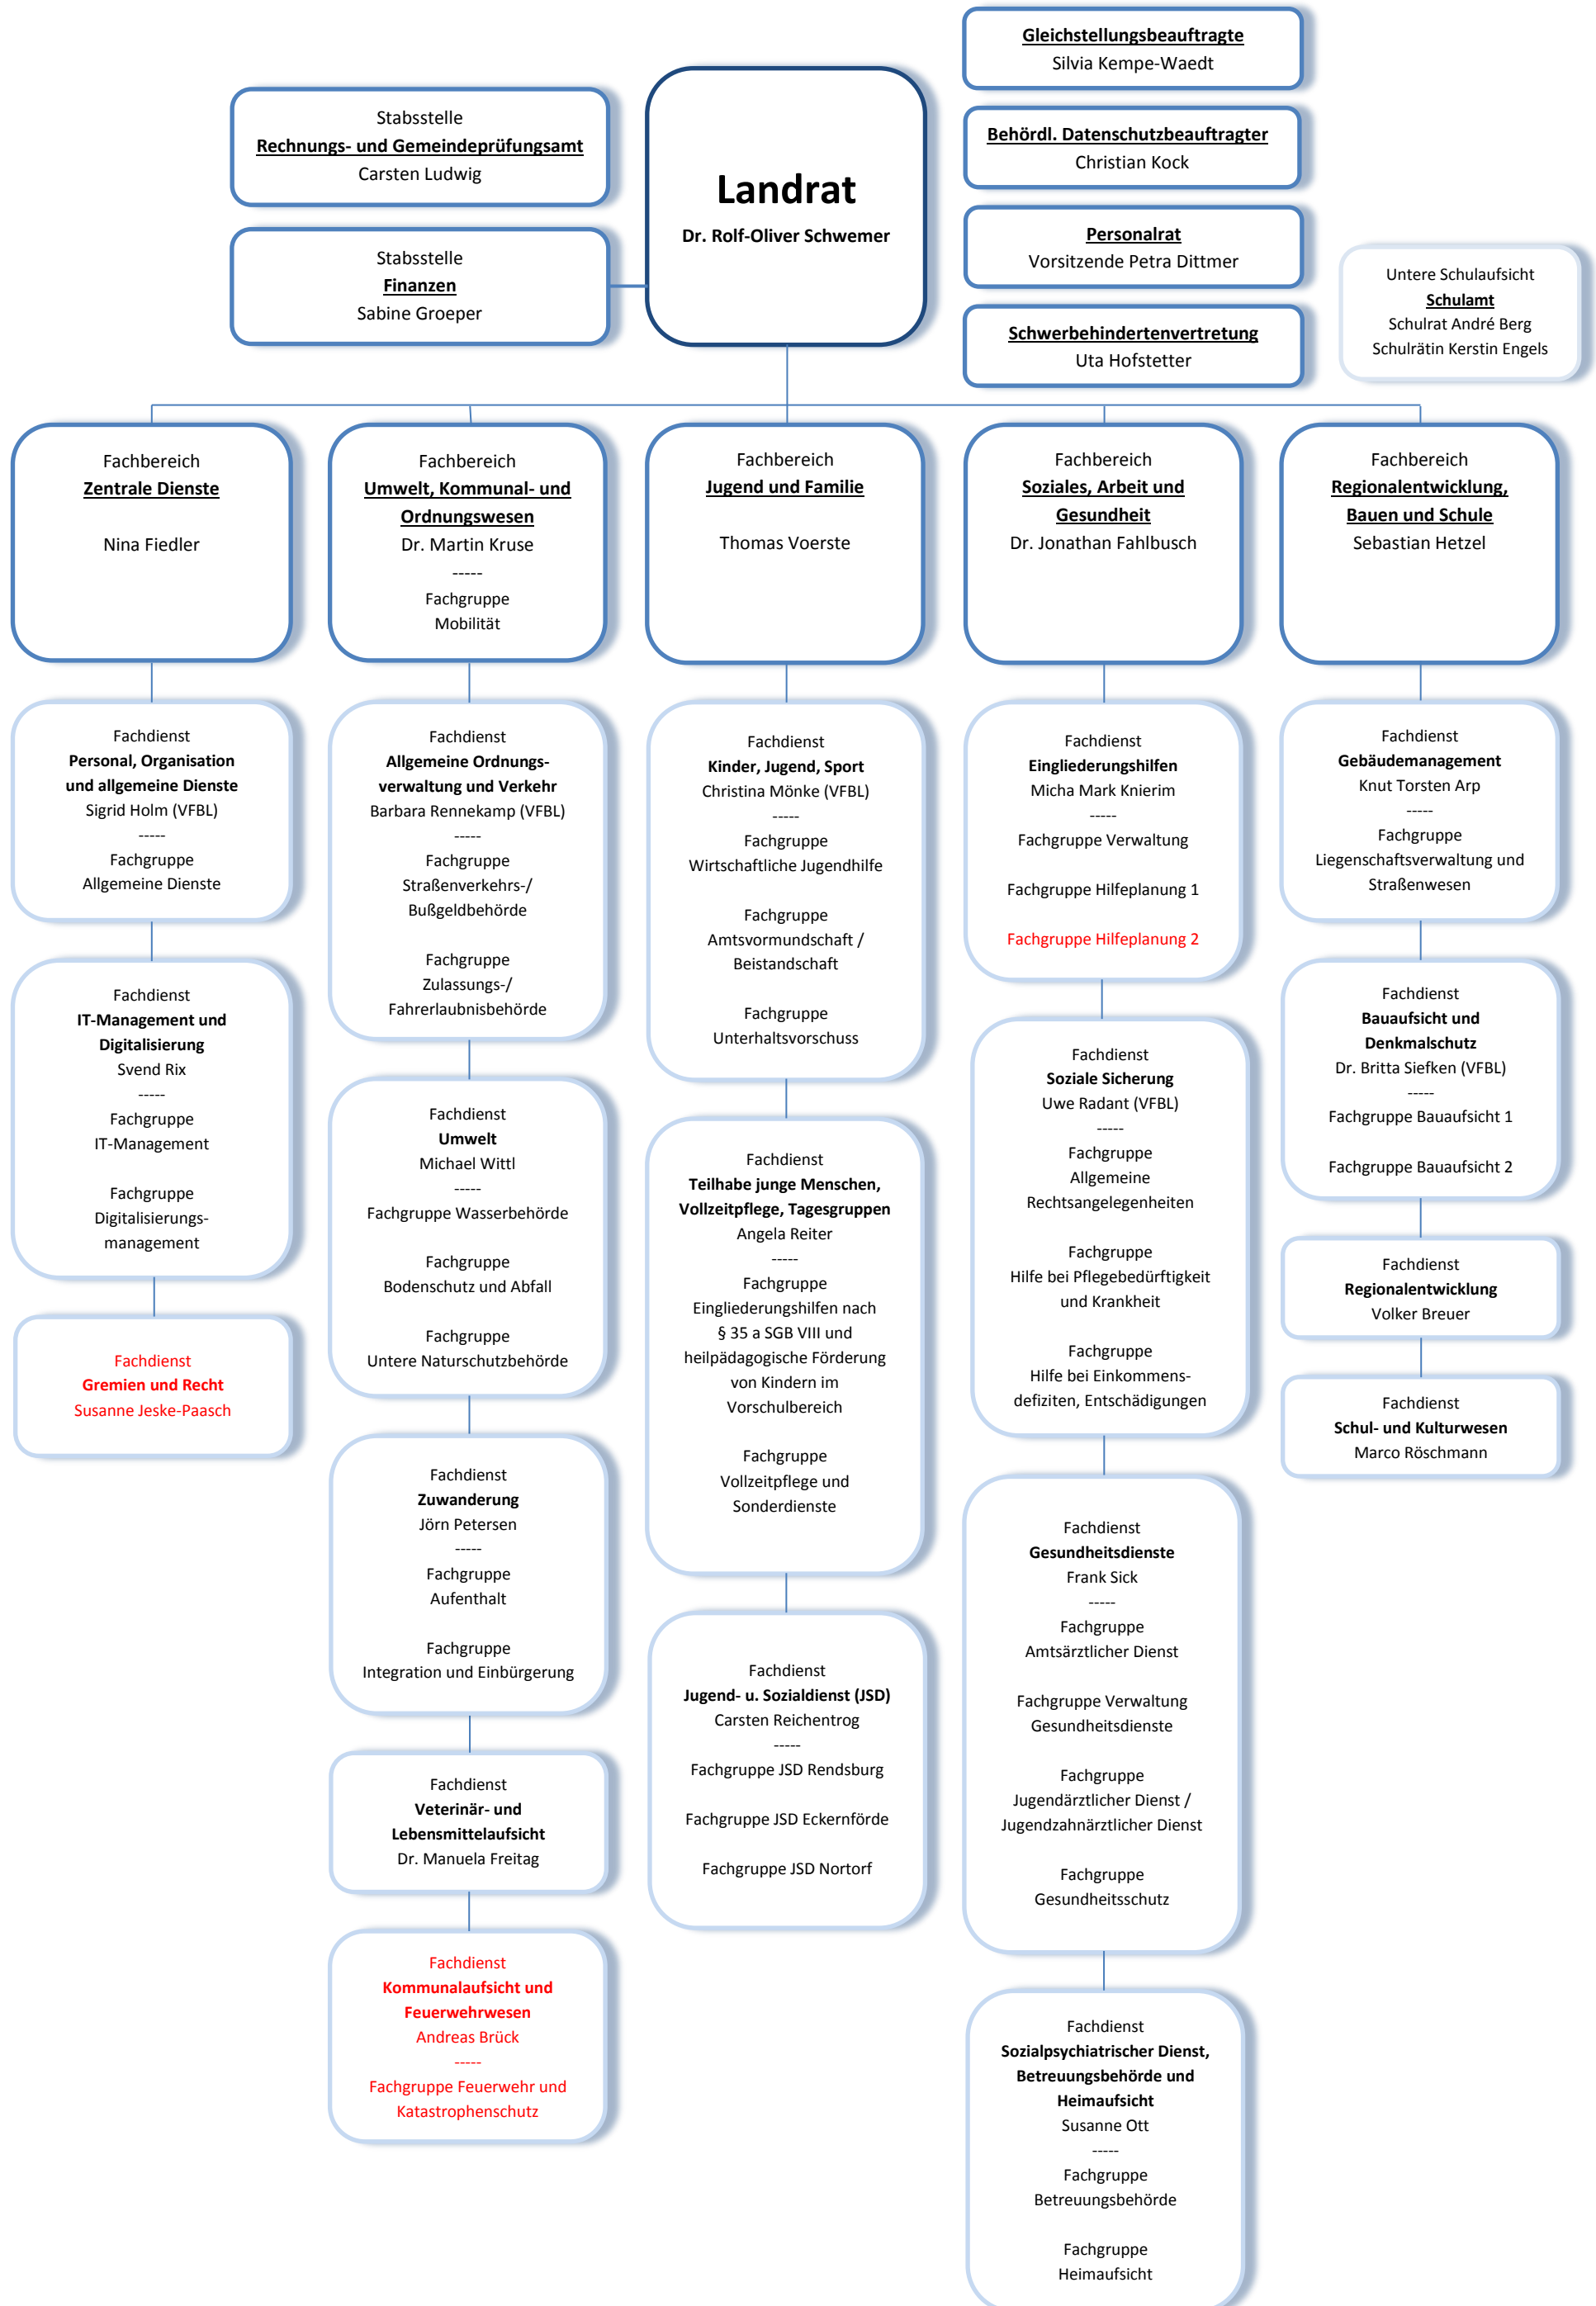 Gleichstellungsbeauftragte
Silvia Kempe-Waedt
Stabsstelle
Rechnungs- und Gemeindeprüfungsamt
Carsten Ludwig
Behördl. Datenschutzbeauftragter
Christian Kock
Landrat
Dr. Rolf-Oliver Schwemer
Stabsstelle
Finanzen
Sabine Groeper
Personalrat
Vorsitzende Petra Dittmer
Untere Schulaufsicht
Schulamt
Schulrat André Berg
Schulrätin Kerstin Engels
Schwerbehindertenvertretung
Uta Hofstetter
Fachbereich
Zentrale Dienste
Nina Fiedler
Fachbereich
Umwelt, Kommunal- und
Ordnungswesen
Dr. Martin Kruse
-----
Fachgruppe
Mobilität
Fachbereich
Jugend und Familie
Thomas Voerste
Fachbereich
Soziales, Arbeit und
Gesundheit
Dr. Jonathan Fahlbusch
Fachbereich
Regionalentwicklung,
Bauen und Schule
Sebastian Hetzel
Fachdienst
Personal, Organisation
und allgemeine Dienste
Sigrid Holm (VFBL)
-----
Fachgruppe
Allgemeine Dienste
Fachdienst
IT-Management und
Digitalisierung
Svend Rix
-----
Fachgruppe
IT-Management
Fachgruppe
Digitalisierungs-
management
Fachdienst
Gremien und Recht
Susanne Jeske-Paasch
Fachdienst
Allgemeine Ordnungs-
verwaltung und Verkehr
Barbara Rennekamp (VFBL)
-----
Fachgruppe
Straßenverkehrs-/
Bußgeldbehörde
Fachgruppe
Zulassungs-/
Fahrerlaubnisbehörde
Fachdienst
Umwelt
Michael Wittl
-----
Fachgruppe Wasserbehörde
Fachgruppe
Bodenschutz und Abfall
Fachgruppe
Untere Naturschutzbehörde
Fachdienst
Zuwanderung
Jörn Petersen
-----
Fachgruppe
Aufenthalt
Fachgruppe
Integration und Einbürgerung
Fachdienst
Veterinär- und
Lebensmittelaufsicht
Dr. Manuela Freitag
Fachdienst
Kommunalaufsicht und
Feuerwehrwesen
Andreas Brück
-----
Fachgruppe Feuerwehr und
Katastrophenschutz
Fachdienst
Kinder, Jugend, Sport
Christina Mönke (VFBL)
-----
Fachgruppe
Wirtschaftliche Jugendhilfe
Fachgruppe
Amtsvormundschaft /
Beistandschaft
Fachgruppe
Unterhaltsvorschuss
Fachdienst
Teilhabe junge Menschen,
Vollzeitpflege, Tagesgruppen
Angela Reiter
-----
Fachgruppe
Eingliederungshilfen nach
§ 35 a SGB VIII und
heilpädagogische Förderung
von Kindern im
Vorschulbereich
Fachgruppe
Vollzeitpflege und
Sonderdienste
Fachdienst
Jugend- u. Sozialdienst (JSD)
Carsten Reichentrog
-----
Fachgruppe JSD Rendsburg
Fachgruppe JSD Eckernförde
Fachgruppe JSD Nortorf
Fachdienst
Eingliederungshilfen
Micha Mark Knierim
-----
Fachgruppe Verwaltung
Fachgruppe Hilfeplanung 1
Fachgruppe Hilfeplanung 2
Fachdienst
Soziale Sicherung
Uwe Radant (VFBL)
-----
Fachgruppe
Allgemeine
Rechtsangelegenheiten
Fachgruppe
Hilfe bei Pflegebedürftigkeit
und Krankheit
Fachgruppe
Hilfe bei Einkommens-
defiziten, Entschädigungen
Fachdienst
Gesundheitsdienste
Frank Sick
-----
Fachgruppe
Amtsärztlicher Dienst
Fachgruppe Verwaltung
Gesundheitsdienste
Fachgruppe
Jugendärztlicher Dienst /
Jugendzahnärztlicher Dienst
Fachgruppe
Gesundheitsschutz
Fachdienst
Sozialpsychiatrischer Dienst,
Betreuungsbehörde und
Heimaufsicht
Susanne Ott
-----
Fachgruppe
Betreuungsbehörde
Fachgruppe
Heimaufsicht
Fachdienst
Gebäudemanagement
Knut Torsten Arp
-----
Fachgruppe
Liegenschaftsverwaltung und
Straßenwesen
Fachdienst
Bauaufsicht und
Denkmalschutz
Dr. Britta Siefken (VFBL)
-----
Fachgruppe Bauaufsicht 1
Fachgruppe Bauaufsicht 2
Fachdienst
Regionalentwicklung
Volker Breuer
Fachdienst
Schul- und Kulturwesen
Marco Röschmann